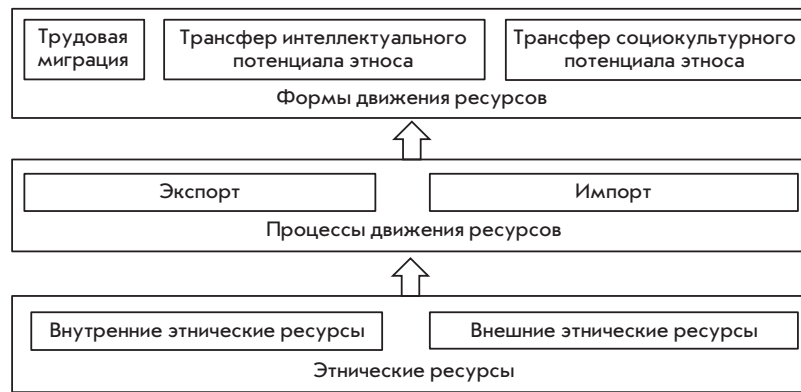 Трудовая
миграция
Трансфер интеллектуального
потенциала этноса
Трансфер социокультурного
потенциала этноса
Формы движения ресурсов
Экспорт
Импорт
Процессы движения ресурсов
Внутренние этнические ресурсы
Внешние этнические ресурсы
Этнические ресурсы